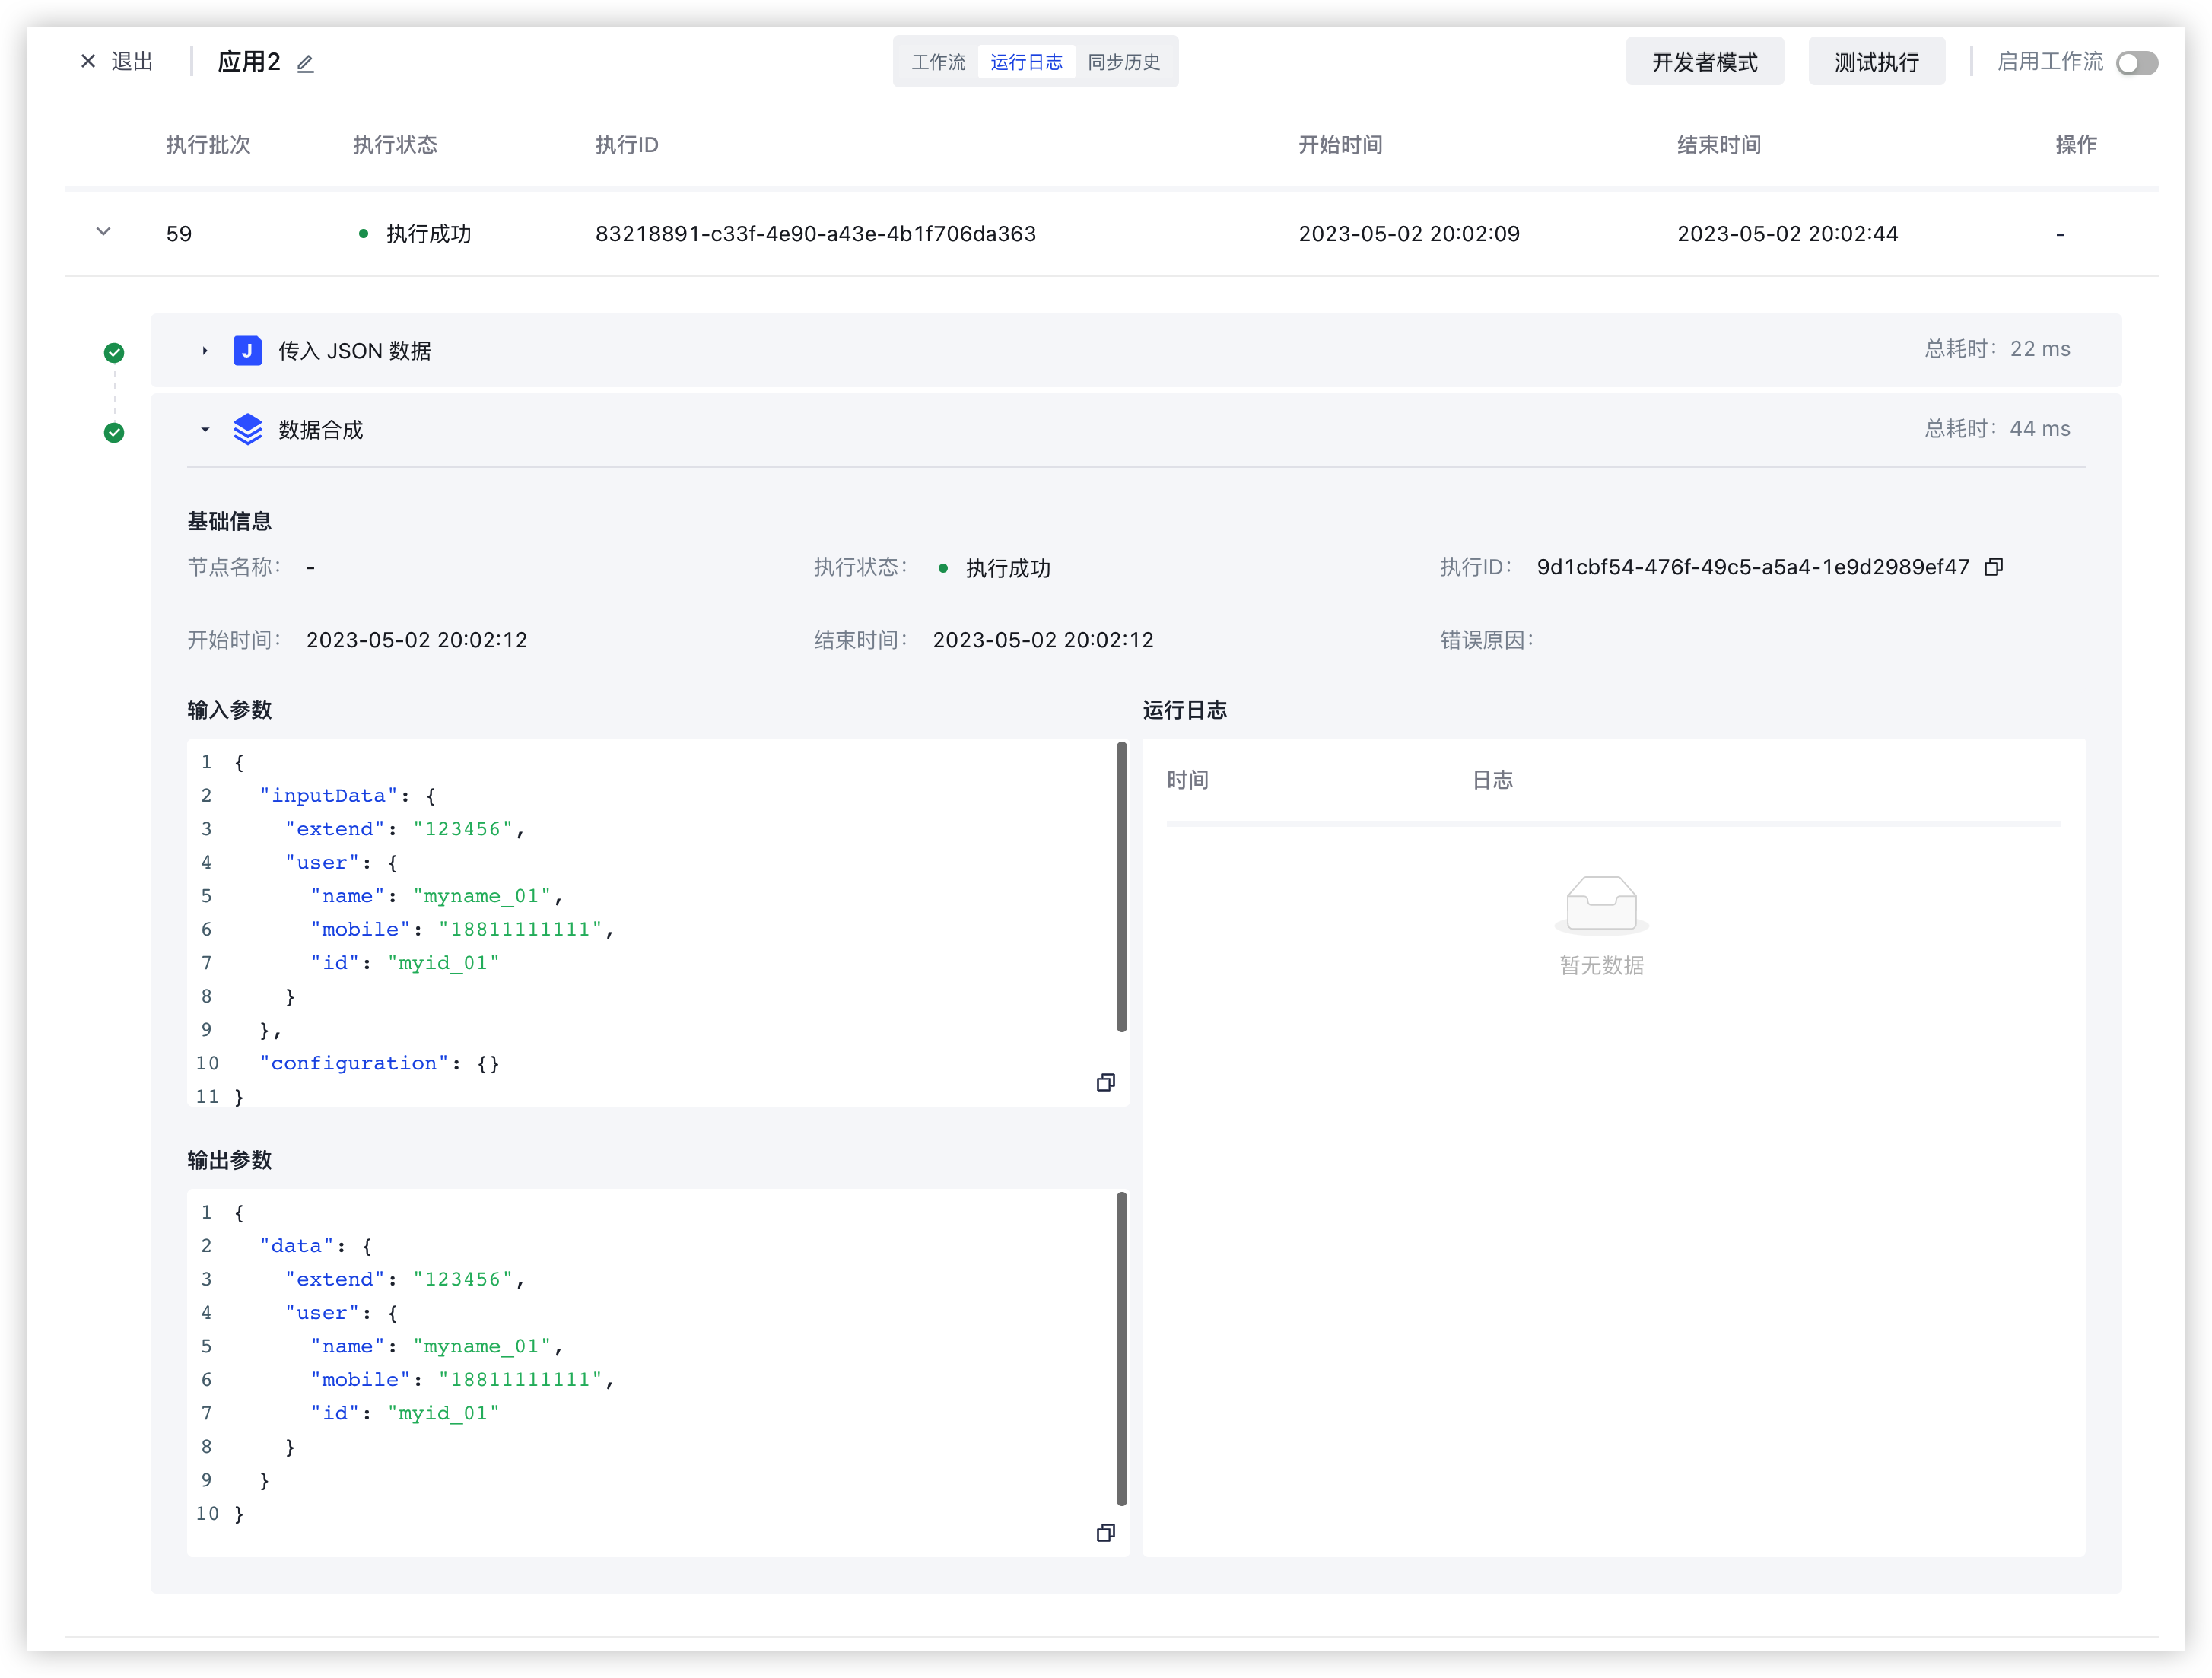 退出 应用2 工作流 运行日志 同步历史 开发者模式 测试执行 启用工作流
执行批次 执行状态 执行ID 开始时间 结束时间 操作
59 执行成功 83218891-c33f-4e90-a43e-4b1f706da363 2023-05-02 20:02:09 2023-05-02 20:02:44 -
J 传入 JSON 数据 总耗时：22 ms
数据合成 总耗时：44 ms
基础信息
节点名称： - 执行状态： 执行成功 执行ID： 9d1cbf54-476f-49c5-a5a4-1e9d2989ef47
开始时间： 2023-05-02 20:02:12 结束时间： 2023-05-02 20:02:12 错误原因：
输入参数
1 {
2 "inputData": {
3 "extend": "123456",
4 "user": {
5 "name": "myname_01",
6 "mobile": "18811111111",
7 "id": "myid_01"
8 }
9 },
10 "configuration": {}
11 }
输出参数
1 {
2 "data": {
3 "extend": "123456",
4 "user": {
5 "name": "myname_01",
6 "mobile": "18811111111",
7 "id": "myid_01"
8 }
9 }
10 }
运行日志
时间 日志
暂无数据